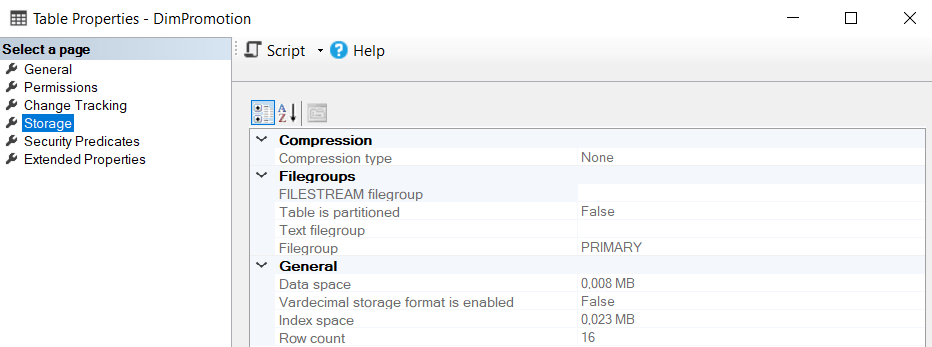 Table Properties - DimPromotion
Select a page
General
Permissions
Change Tracking
Storage
Security Predicates
Extended Properties
Script Help
Compression
Compression type None
Filegroups
FILESTREAM filegroup
Table is partitioned False
Text filegroup
Filegroup PRIMARY
General
Data space 0,008 MB
Vardecimal storage format is enabled False
Index space 0,023 MB
Row count 16